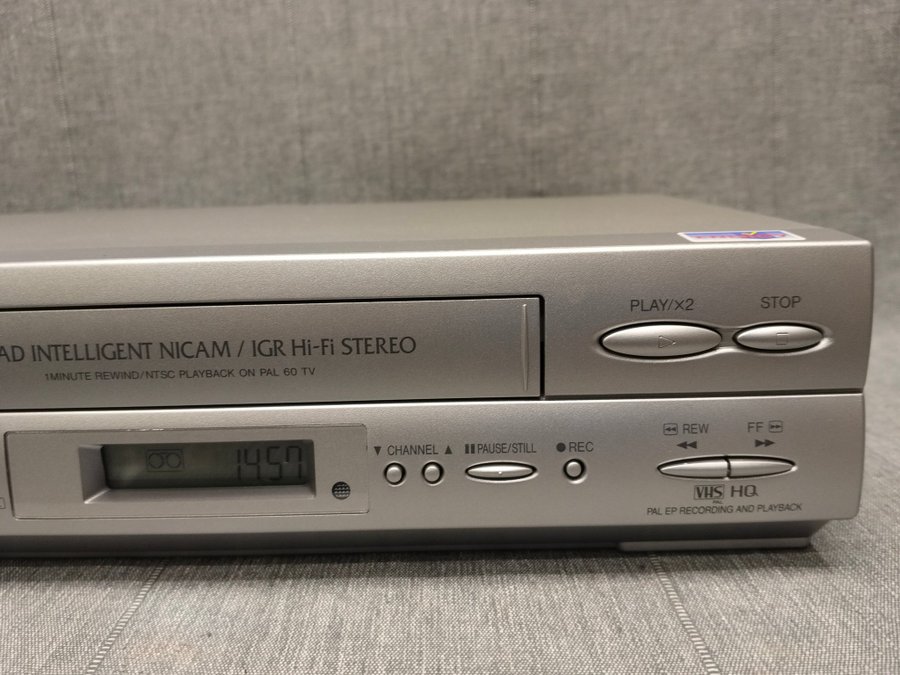 PLAY/×2
STOP
AD INTELLIGENT NICAM / IGR Hi-Fi STEREO
1MINUTE REWIND/NTSC PLAYBACK ON PAL 60 TV
▼ CHANNEL ▲
PAUSE/STILL
REC
REW
FF
14:57
VHS HQ
PAL
PAL EP RECORDING AND PLAYBACK